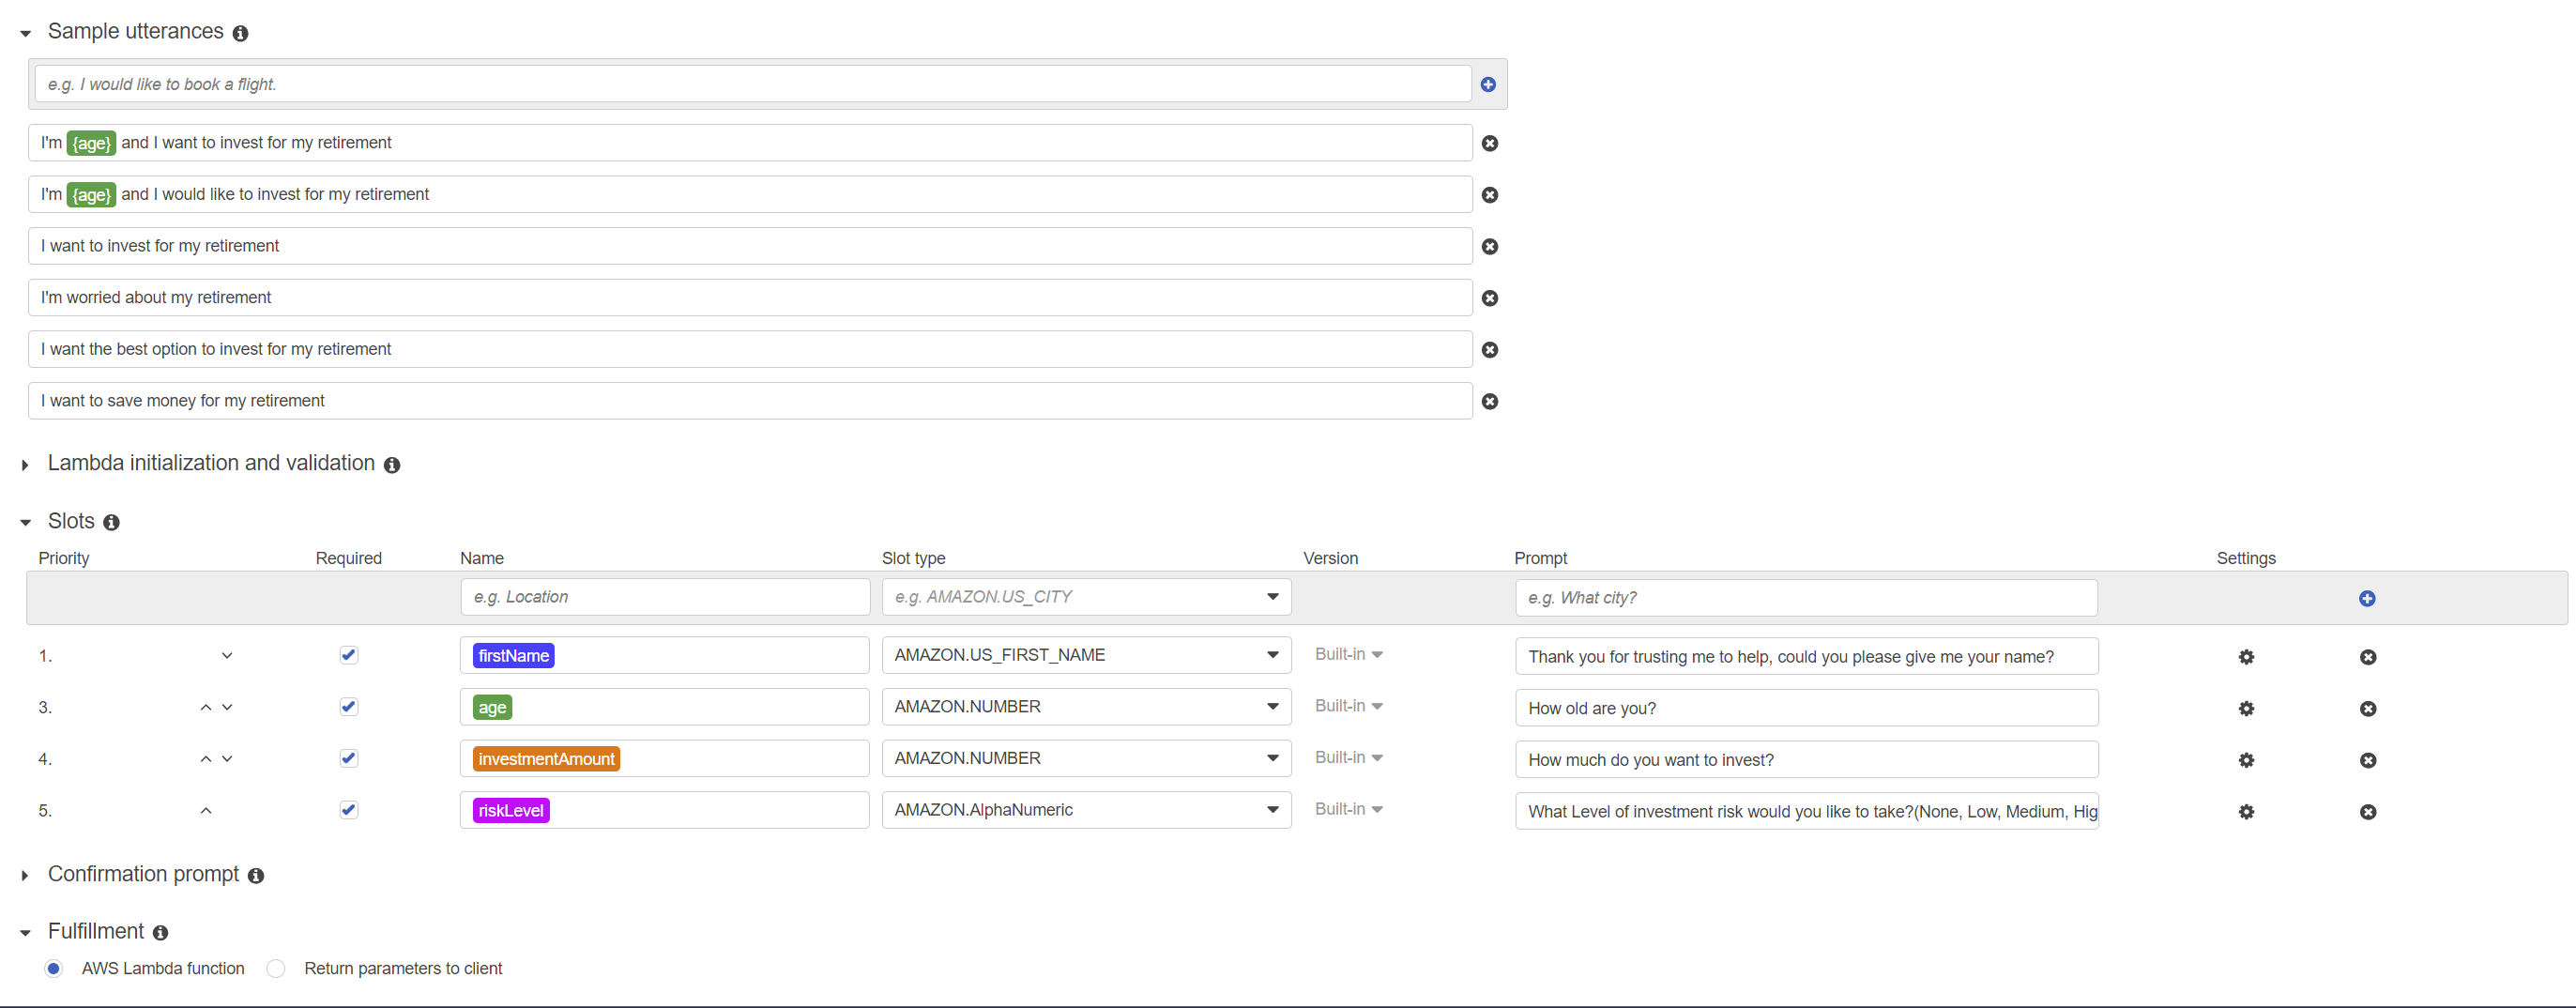 Sample utterances
e.g. I would like to book a flight.
I'm {age} and I want to invest for my retirement
I'm {age} and I would like to invest for my retirement
I want to invest for my retirement
I'm worried about my retirement
I want the best option to invest for my retirement
I want to save money for my retirement
Lambda initialization and validation
Slots
Priority Required Name Slot type Version Prompt Settings
e.g. Location e.g. AMAZON.US_CITY e.g. What city?
1. firstName AMAZON.US_FIRST_NAME Built-in Thank you for trusting me to help, could you please give me your name?
3. age AMAZON.NUMBER Built-in How old are you?
4. investmentAmount AMAZON.NUMBER Built-in How much do you want to invest?
5. riskLevel AMAZON.AlphaNumeric Built-in What Level of investment risk would you like to take?(None, Low, Medium, Hig
Confirmation prompt
Fulfillment
AWS Lambda function Return parameters to client